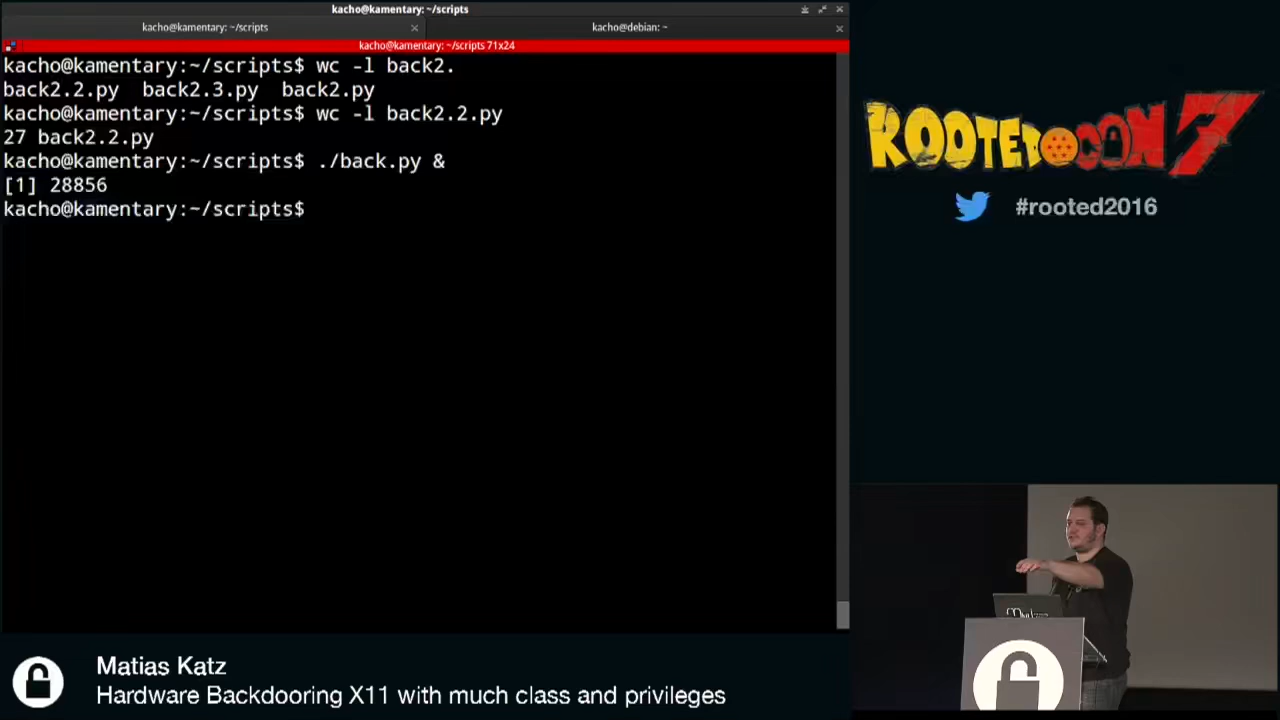 kacho@kamentary: ~/scripts
kacho@kamentary: ~/scripts
kacho@debian: ~
kacho@kamentary: ~/scripts 71x24
kacho@kamentary:~/scripts$ wc -l back2.
back2.2.py back2.3.py back2.py
kacho@kamentary:~/scripts$ wc -l back2.2.py
27 back2.2.py
kacho@kamentary:~/scripts$ ./back.py &
[1] 28856
kacho@kamentary:~/scripts$
ROOTEDCON 7
#rooted2016
Matias Katz
Hardware Backdooring X11 with much class and privileges